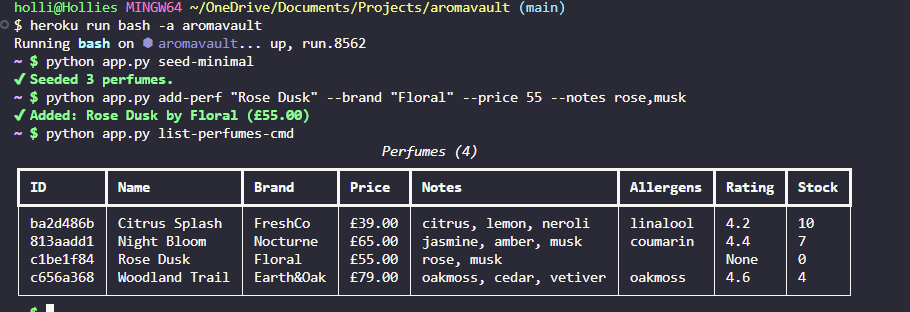 holli@Hollies MINGW64 ~/OneDrive/Documents/Projects/aromavault (main)
$ heroku run bash -a aromavault
Running bash on ⬢ aromavault... up, run.8562
~ $ python app.py seed-minimal
✔ Seeded 3 perfumes.
~ $ python app.py add-perf "Rose Dusk" --brand "Floral" --price 55 --notes rose,musk
✔ Added: Rose Dusk by Floral (£55.00)
~ $ python app.py list-perfumes-cmd
Perfumes (4)
ID Name Brand Price Notes Allergens Rating Stock
ba2d486b Citrus Splash FreshCo £39.00 citrus, lemon, neroli linalool 4.2 10
813aadd1 Night Bloom Nocturne £65.00 jasmine, amber, musk coumarin 4.4 7
c1be1f84 Rose Dusk Floral £55.00 rose, musk None 0
c656a368 Woodland Trail Earth&Oak £79.00 oakmoss, cedar, vetiver oakmoss 4.6 4
$